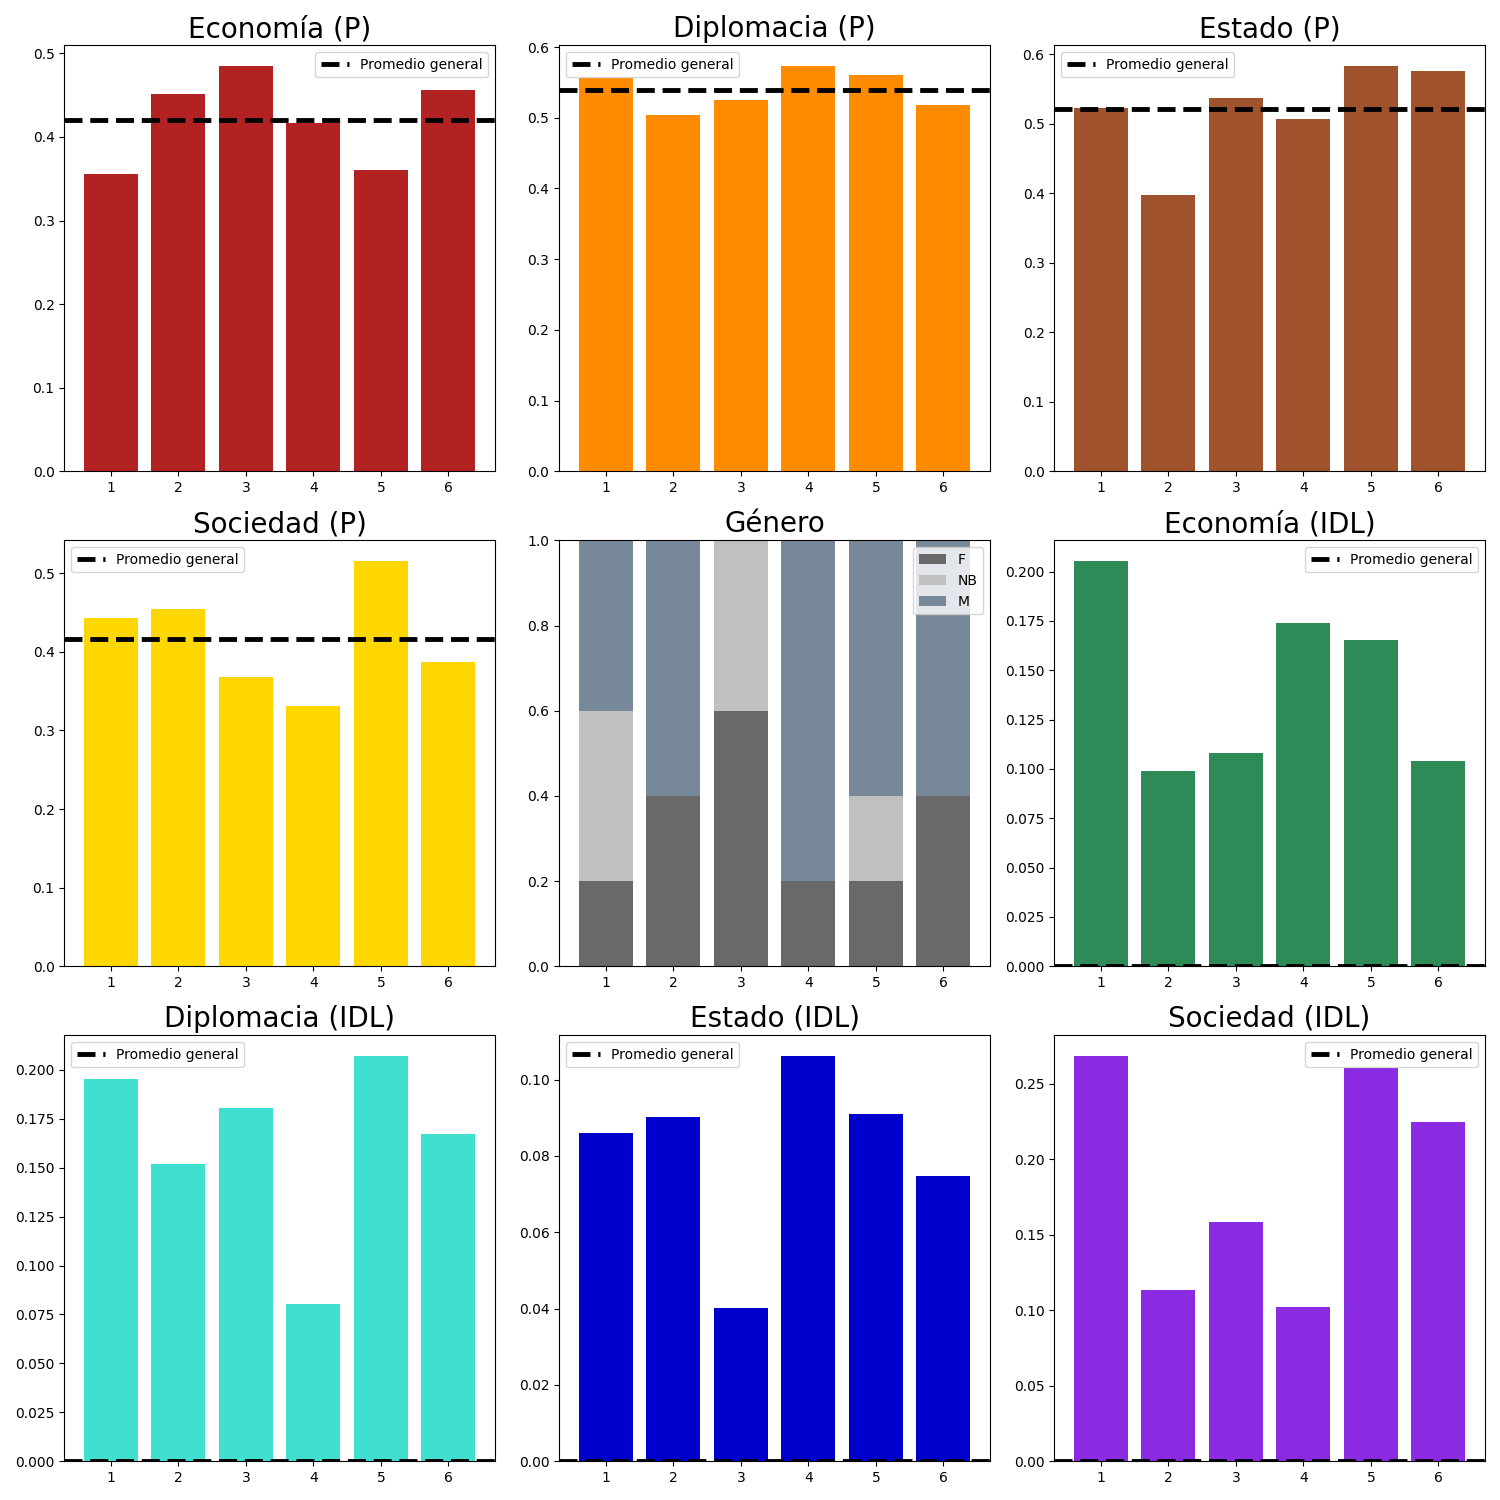 Economía (P)
Promedio general
0.5
0.4
0.3
0.2
0.1
0.0
1 2 3 4 5 6
Diplomacia (P)
Promedio general
0.6
0.5
0.4
0.3
0.2
0.1
0.0
1 2 3 4 5 6
Estado (P)
Promedio general
0.6
0.5
0.4
0.3
0.2
0.1
0.0
1 2 3 4 5 6
Sociedad (P)
Promedio general
0.5
0.4
0.3
0.2
0.1
0.0
1 2 3 4 5 6
Género
F
NB
M
1.0
0.8
0.6
0.4
0.2
0.0
1 2 3 4 5 6
Economía (IDL)
Promedio general
0.200
0.175
0.150
0.125
0.100
0.075
0.050
0.025
0.000
1 2 3 4 5 6
Diplomacia (IDL)
Promedio general
0.200
0.175
0.150
0.125
0.100
0.075
0.050
0.025
0.000
1 2 3 4 5 6
Estado (IDL)
Promedio general
0.10
0.08
0.06
0.04
0.02
0.00
1 2 3 4 5 6
Sociedad (IDL)
Promedio general
0.25
0.20
0.15
0.10
0.05
0.00
1 2 3 4 5 6